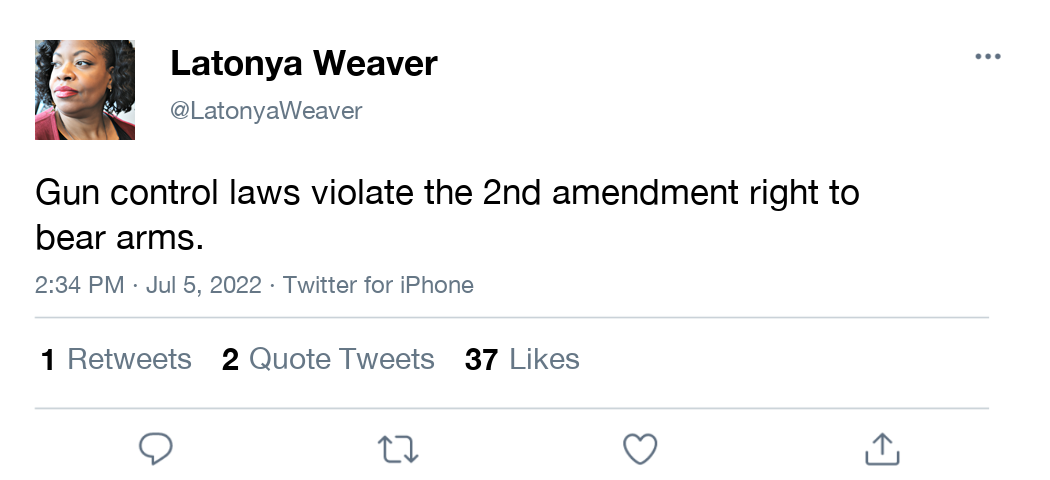 Latonya Weaver
@LatonyaWeaver
Gun control laws violate the 2nd amendment right to
bear arms.
2:34 PM · Jul 5, 2022 · Twitter for iPhone
1 Retweets 2 Quote Tweets 37 Likes